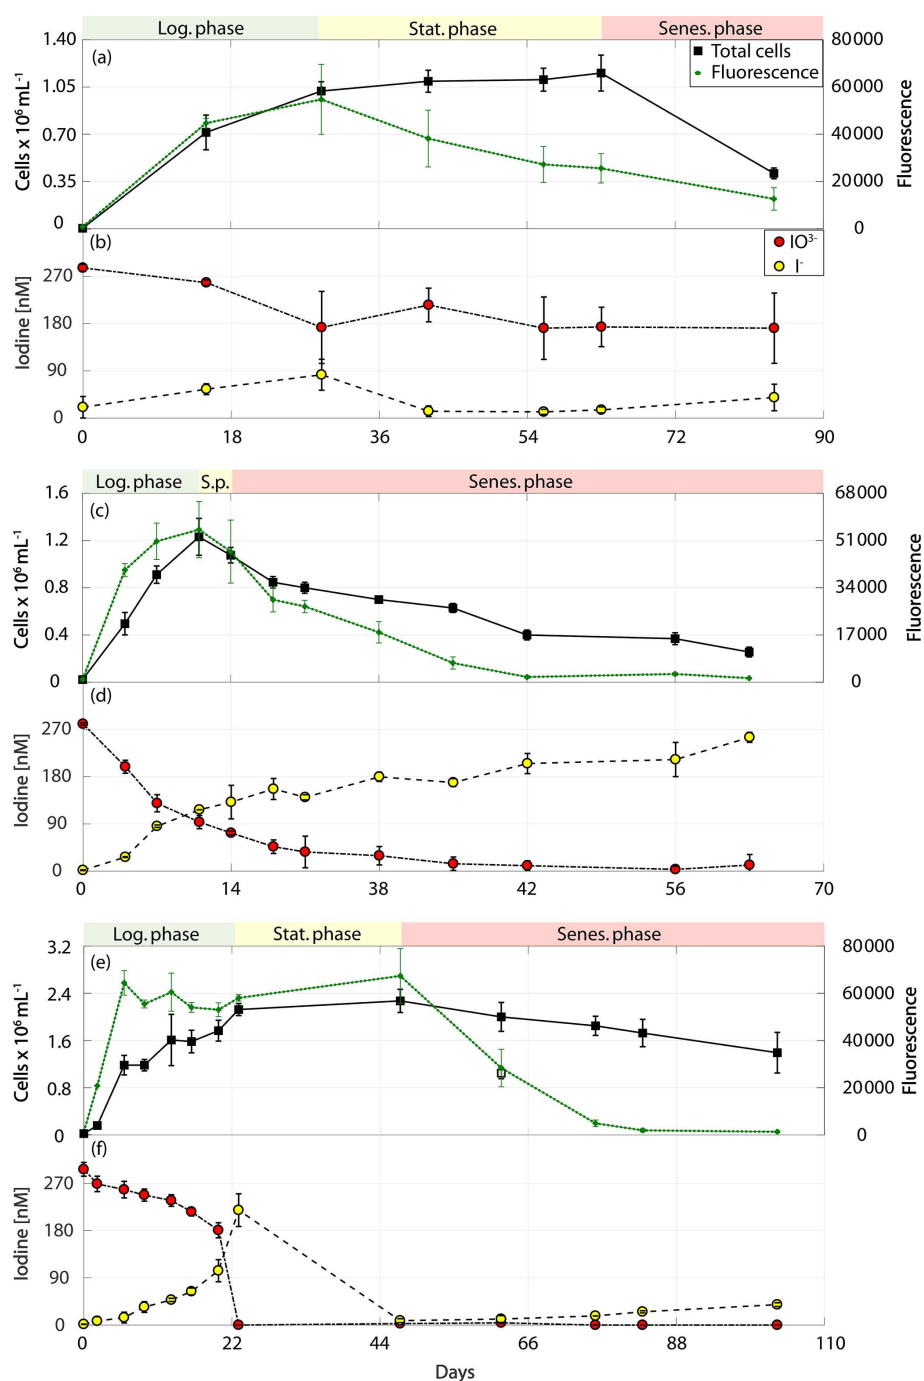 Log. phase Stat. phase Senes. phase
1.40 80000
(a) Total cells
Fluorescence
1.05 60000
0.70 40000
0.35 20000
0 0
Cells x 10⁶ mL⁻¹
Fluorescence
(b) IO³⁻
I⁻
270
180
90
0
Iodine [nM]
0 18 36 54 72 90
Log. phase S.p. Senes. phase
1.6 68000
(c)
1.2 51000
0.8 34000
0.4 17000
0 0
Cells x 10⁶ mL⁻¹
Fluorescence
(d)
270
180
90
0
Iodine [nM]
0 14 38 42 56 70
Log. phase Stat. phase Senes. phase
3.2 80000
(e)
2.4 60000
1.6 40000
0.8 20000
0 0
Cells x 10⁶ mL⁻¹
Fluorescence
(f)
270
180
90
0
Iodine [nM]
0 22 44 66 88 110
Days